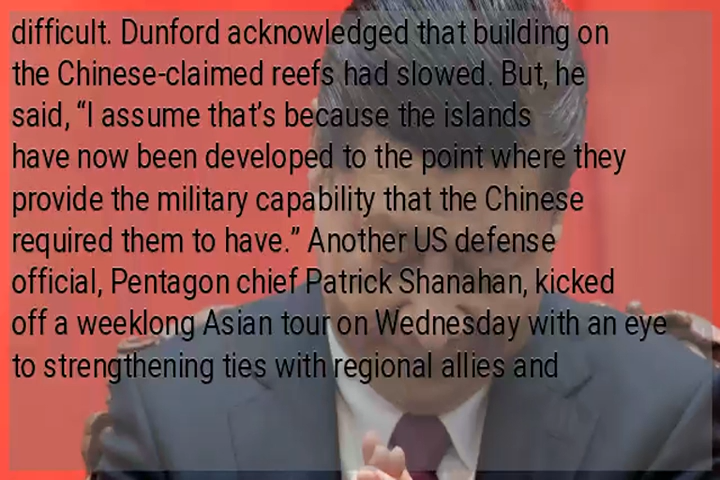 difficult. Dunford acknowledged that building on
the Chinese-claimed reefs had slowed. But, he
said, “I assume that’s because the islands
have now been developed to the point where they
provide the military capability that the Chinese
required them to have.” Another US defense
official, Pentagon chief Patrick Shanahan, kicked
off a weeklong Asian tour on Wednesday with an eye
to strengthening ties with regional allies and